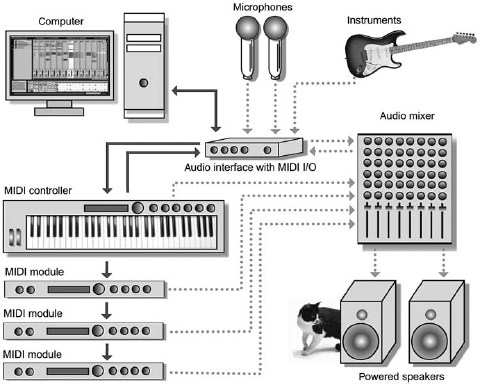 Computer
Microphones
Instruments
Audio mixer
Audio interface with MIDI I/O
MIDI controller
MIDI module
MIDI module
MIDI module
Powered speakers